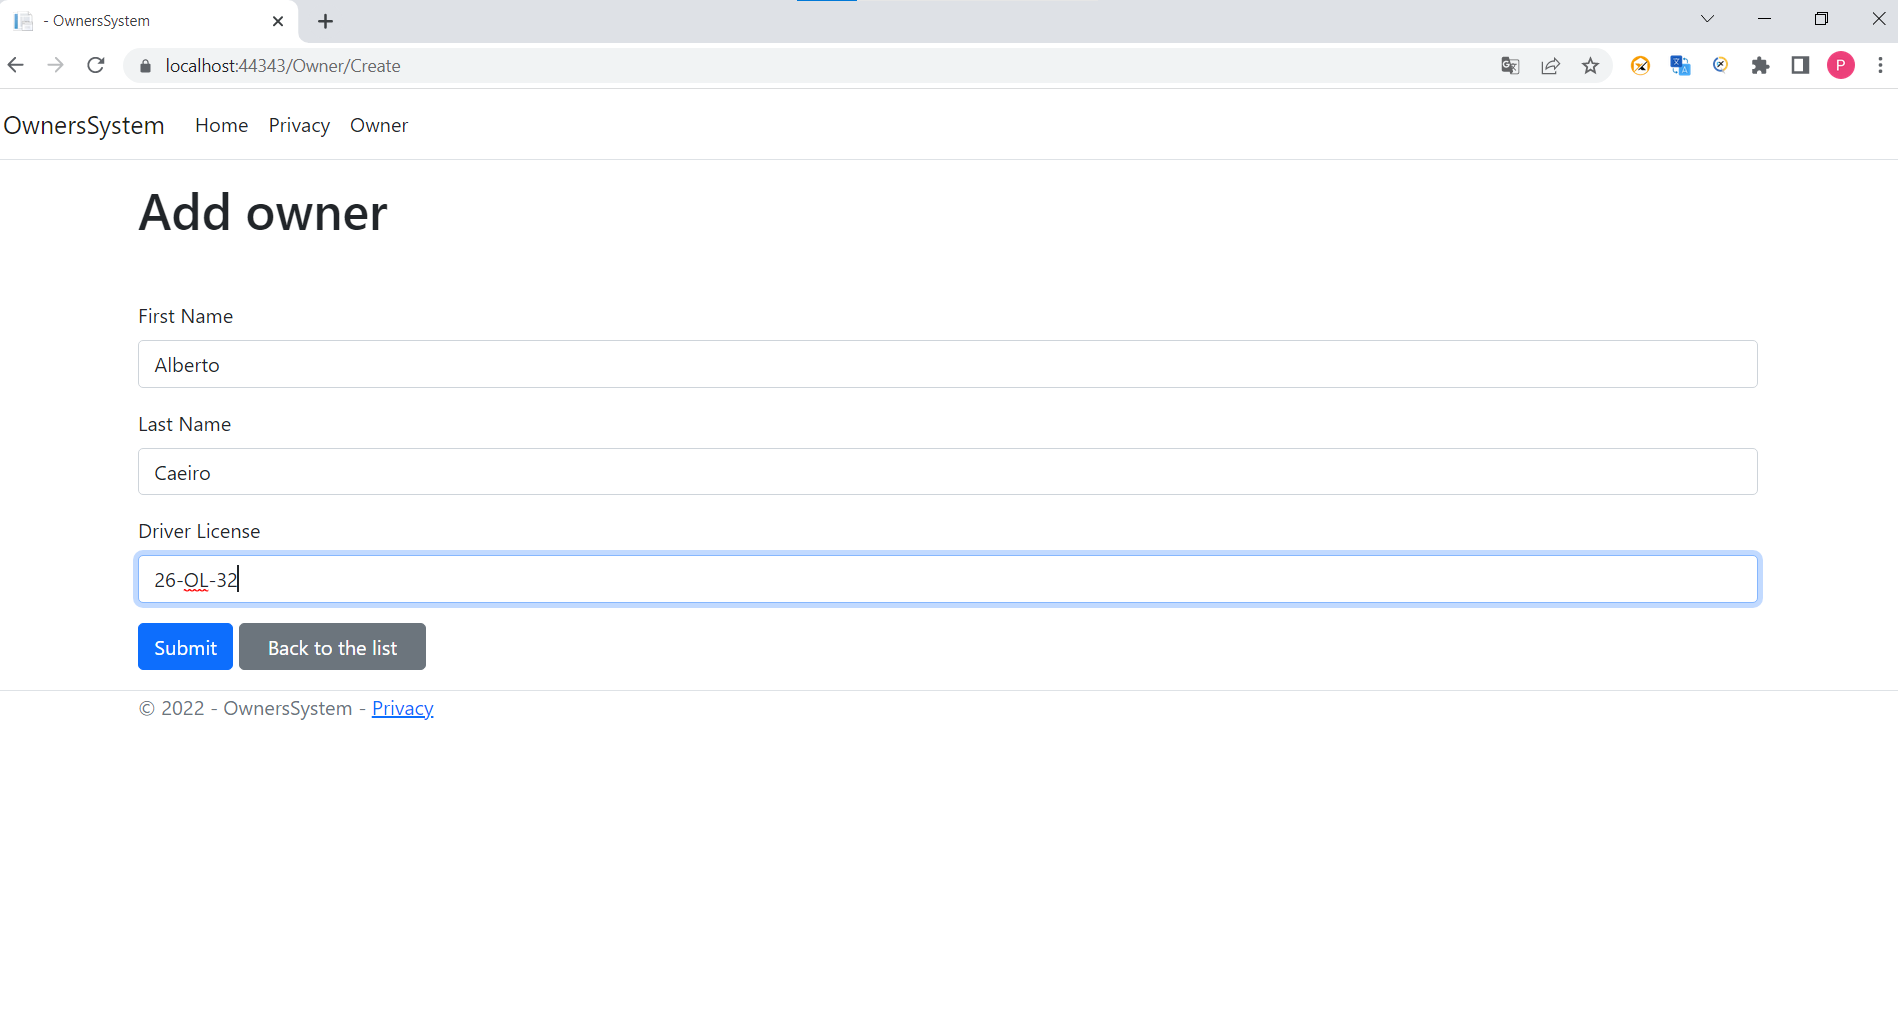 - OwnersSystem
localhost:44343/Owner/Create
P
OwnersSystem Home Privacy Owner
Add owner
First Name
Alberto
Last Name
Caeiro
Driver License
26-OL-32
Submit Back to the list
© 2022 - OwnersSystem - Privacy